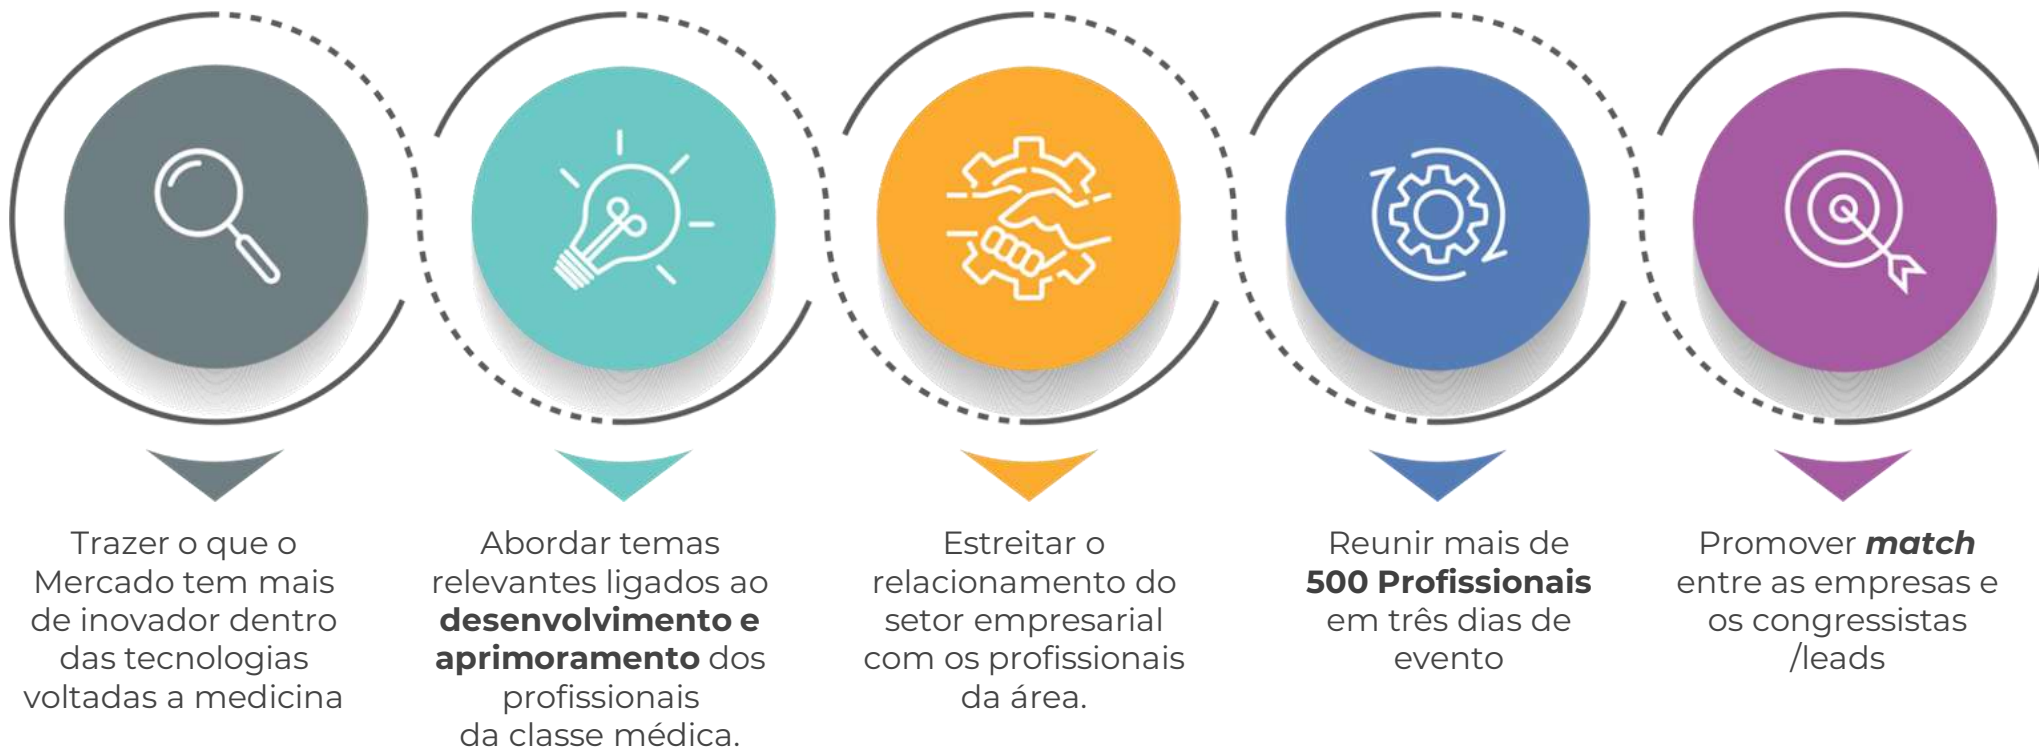 Trazer o que o
Mercado tem mais
de inovador dentro
das tecnologias
voltadas a medicina
Abordar temas
relevantes ligados ao
desenvolvimento e
aprimoramento dos
profissionais
da classe médica.
Estreitar o
relacionamento do
setor empresarial
com os profissionais
da área.
Reunir mais de
500 Profissionais
em três dias de
evento
Promover match
entre as empresas e
os congressistas
/leads